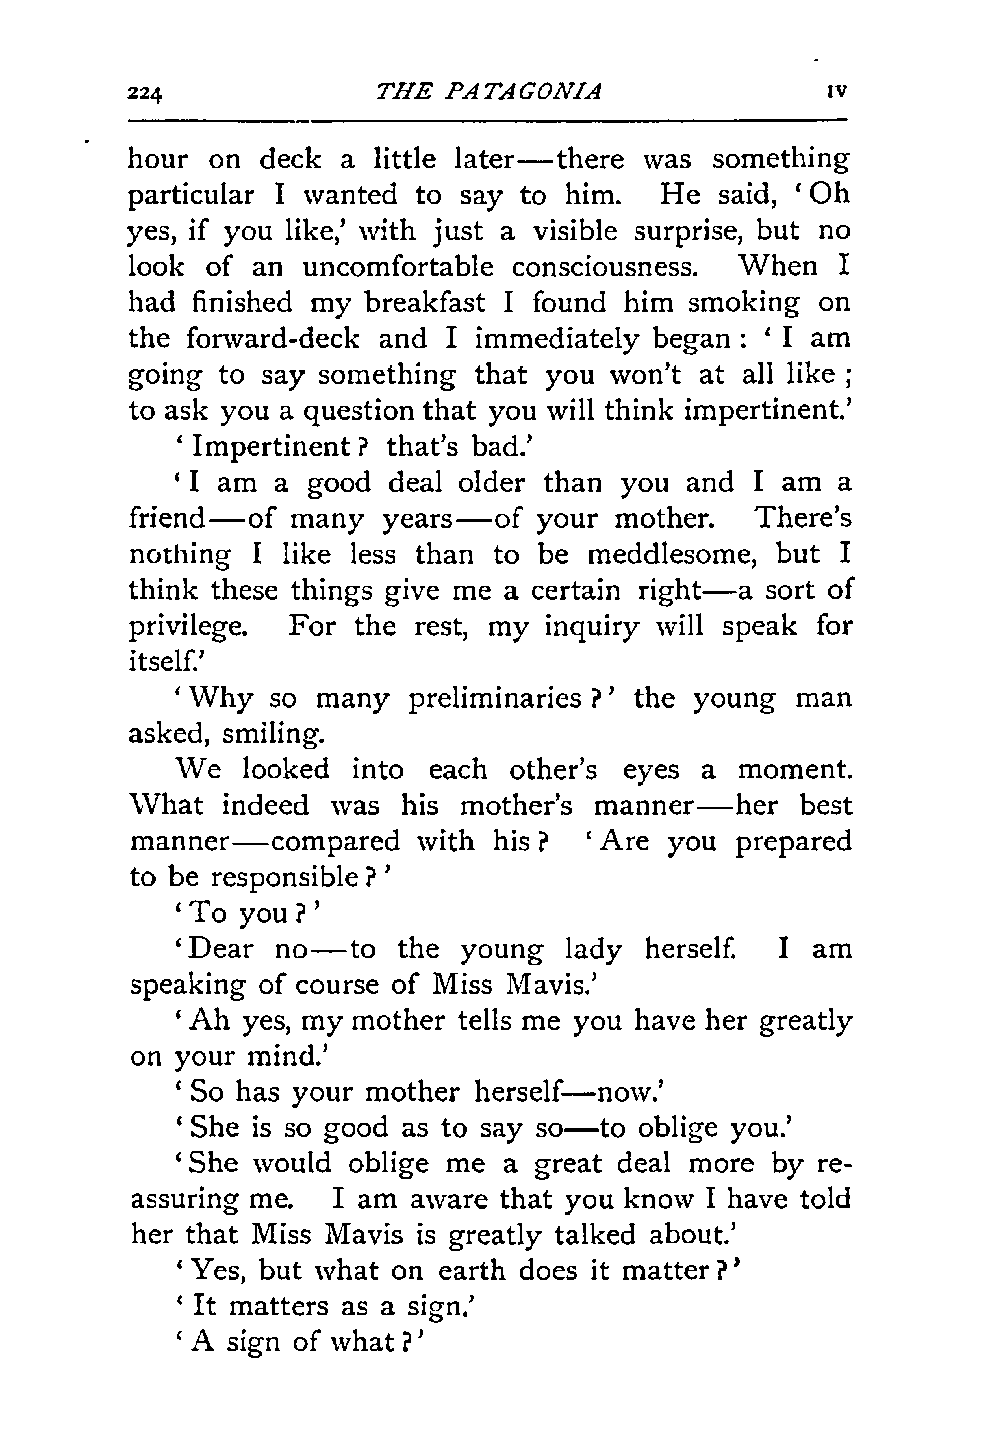 224 THE PATAGONIA IV
hour on deck a little later—there was something
particular I wanted to say to him. He said, ‘Oh
yes, if you like,’ with just a visible surprise, but no
look of an uncomfortable consciousness. When I
had finished my breakfast I found him smoking on
the forward-deck and I immediately began : ‘ I am
going to say something that you won’t at all like ;
to ask you a question that you will think impertinent.’
‘ Impertinent ? that’s bad.’
‘ I am a good deal older than you and I am a
friend—of many years—of your mother. There’s
nothing I like less than to be meddlesome, but I
think these things give me a certain right—a sort of
privilege. For the rest, my inquiry will speak for
itself.’
‘ Why so many preliminaries ? ’ the young man
asked, smiling.
We looked into each other’s eyes a moment.
What indeed was his mother’s manner—her best
manner—compared with his ? ‘ Are you prepared
to be responsible ? ’
‘ To you ? ’
‘ Dear no—to the young lady herself. I am
speaking of course of Miss Mavis.’
‘ Ah yes, my mother tells me you have her greatly
on your mind.’
‘ So has your mother herself—now.’
‘ She is so good as to say so—to oblige you.’
‘ She would oblige me a great deal more by re-
assuring me. I am aware that you know I have told
her that Miss Mavis is greatly talked about.’
‘ Yes, but what on earth does it matter ? ’
‘ It matters as a sign.’
‘ A sign of what ? ’